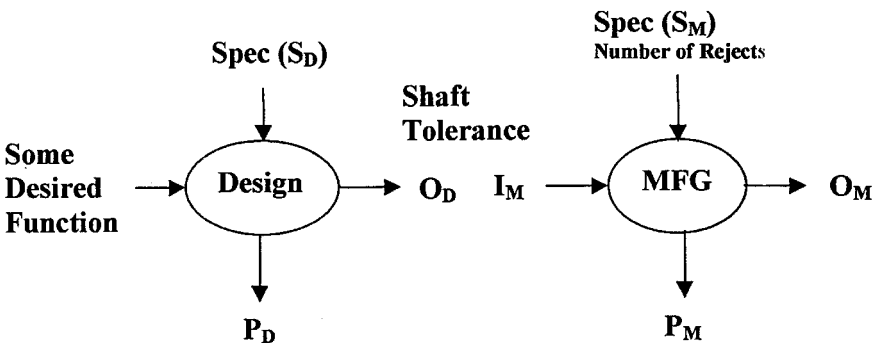 Spec (S_D)
Spec (S_M)
Number of Rejects
Shaft
Tolerance
Some
Desired
Function
Design
O_D
I_M
MFG
O_M
P_D
P_M